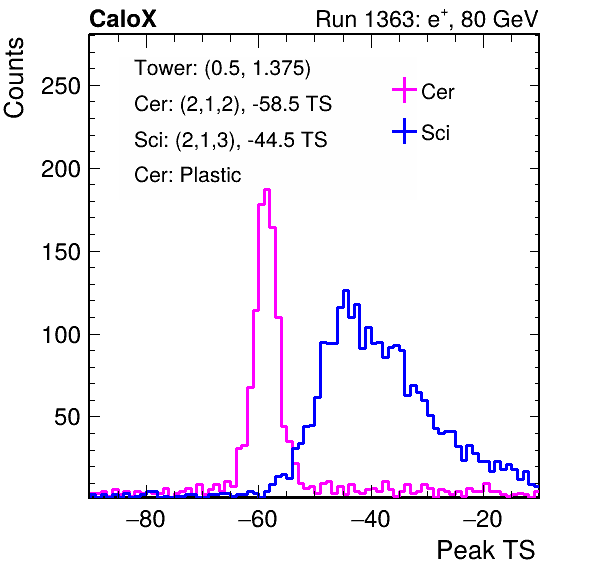 CaloX Run 1363: e⁺, 80 GeV
Counts
Tower: (0.5, 1.375)
Cer: (2,1,2), -58.5 TS
Sci: (2,1,3), -44.5 TS
Cer: Plastic
Cer
Sci
250
200
150
100
50
−80 −60 −40 −20
Peak TS